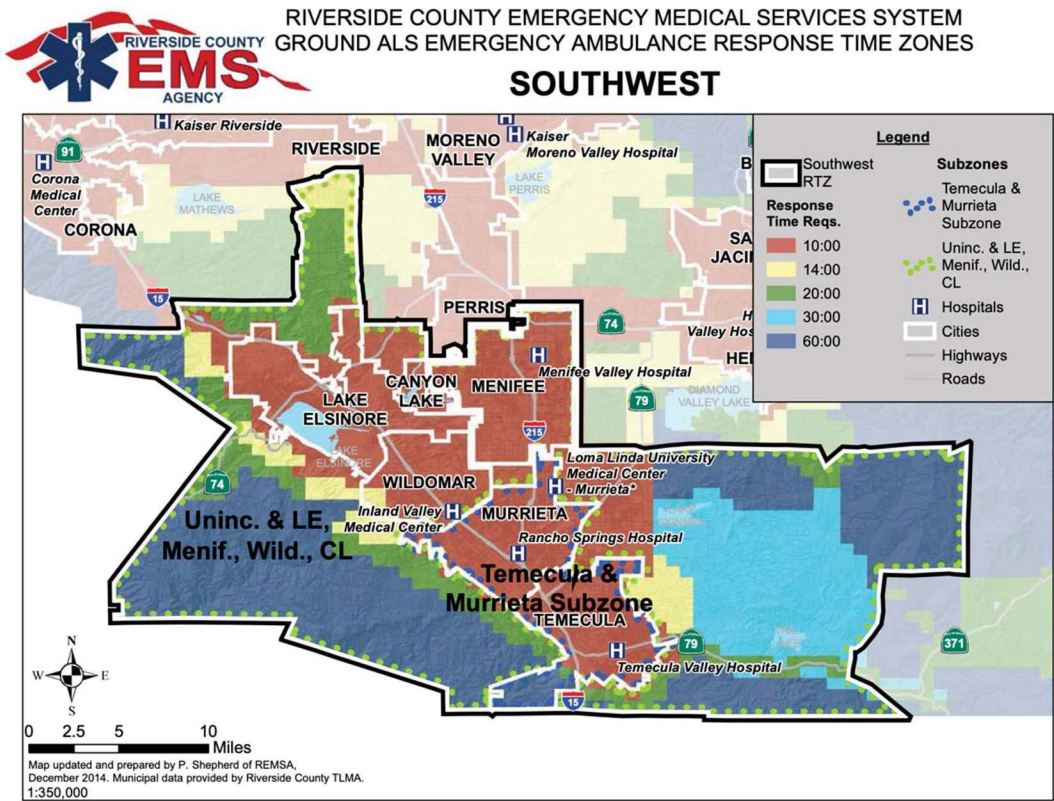 RIVERSIDE COUNTY
EMS
AGENCY
RIVERSIDE COUNTY EMERGENCY MEDICAL SERVICES SYSTEM
GROUND ALS EMERGENCY AMBULANCE RESPONSE TIME ZONES
SOUTHWEST
H Kaiser Riverside
91
H
Corona
Medical
Center
CORONA
RIVERSIDE
LAKE
MATHEWS
MORENO
VALLEY
H
H Kaiser
Moreno Valley Hospital
LAKE
PERRIS
215
15
PERRIS
74
SA
JACI
H
Valley Hos
HE
B
H
Menifee Valley Hospital
CANYON
LAKE
MENIFEE
79
DIAMOND
VALLEY LAKE
LAKE
ELSINORE
LAKE
ELSINORE
215
Loma Linda University
Medical Center
- Murrieta*
H
74
WILDOMAR
Inland Valley
Medical Center
H
MURRIETA
Rancho Springs Hospital
H
Uninc. & LE,
Menif., Wild., CL
Temecula &
Murrieta Subzone
TEMECULA
H
79
Temecula Valley Hospital
371
15
Legend
Southwest
RTZ
Response
Time Reqs.
10:00
14:00
20:00
30:00
60:00
Subzones
Temecula &
Murrieta
Subzone
Uninc. & LE,
Menif., Wild.,
CL
H Hospitals
Cities
Highways
Roads
N
W E
S
0 2.5 5 10
Miles
Map updated and prepared by P. Shepherd of REMSA,
December 2014. Municipal data provided by Riverside County TLMA.
1:350,000